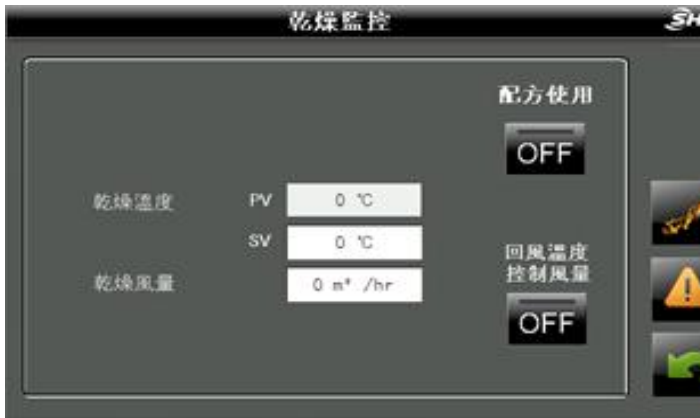 乾燥監控
配方使用
OFF
乾燥溫度 PV 0 ℃
SV 0 ℃
回風溫度
控制風量
乾燥風量 0 m³ /hr
OFF